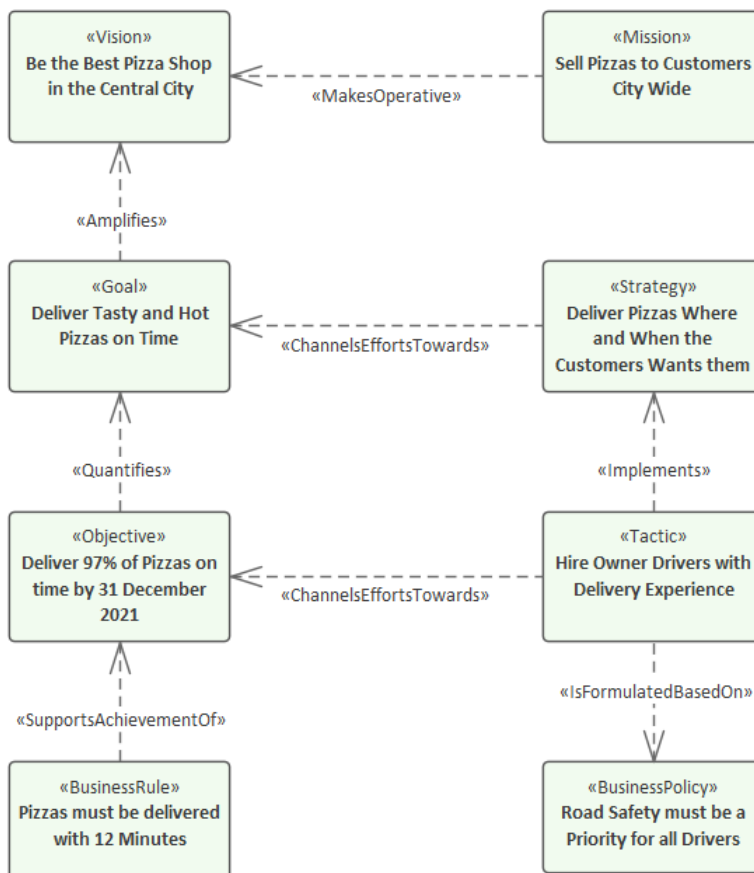 «Vision»
Be the Best Pizza Shop
in the Central City
«Mission»
Sell Pizzas to Customers
City Wide
«MakesOperative»
«Amplifies»
«Goal»
Deliver Tasty and Hot
Pizzas on Time
«Strategy»
Deliver Pizzas Where
and When the
Customers Wants them
«ChannelsEffortsTowards»
«Quantifies»
«Implements»
«Objective»
Deliver 97% of Pizzas on
time by 31 December
2021
«Tactic»
Hire Owner Drivers with
Delivery Experience
«ChannelsEffortsTowards»
«SupportsAchievementOf»
«IsFormulatedBasedOn»
«BusinessRule»
Pizzas must be delivered
with 12 Minutes
«BusinessPolicy»
Road Safety must be a
Priority for all Drivers